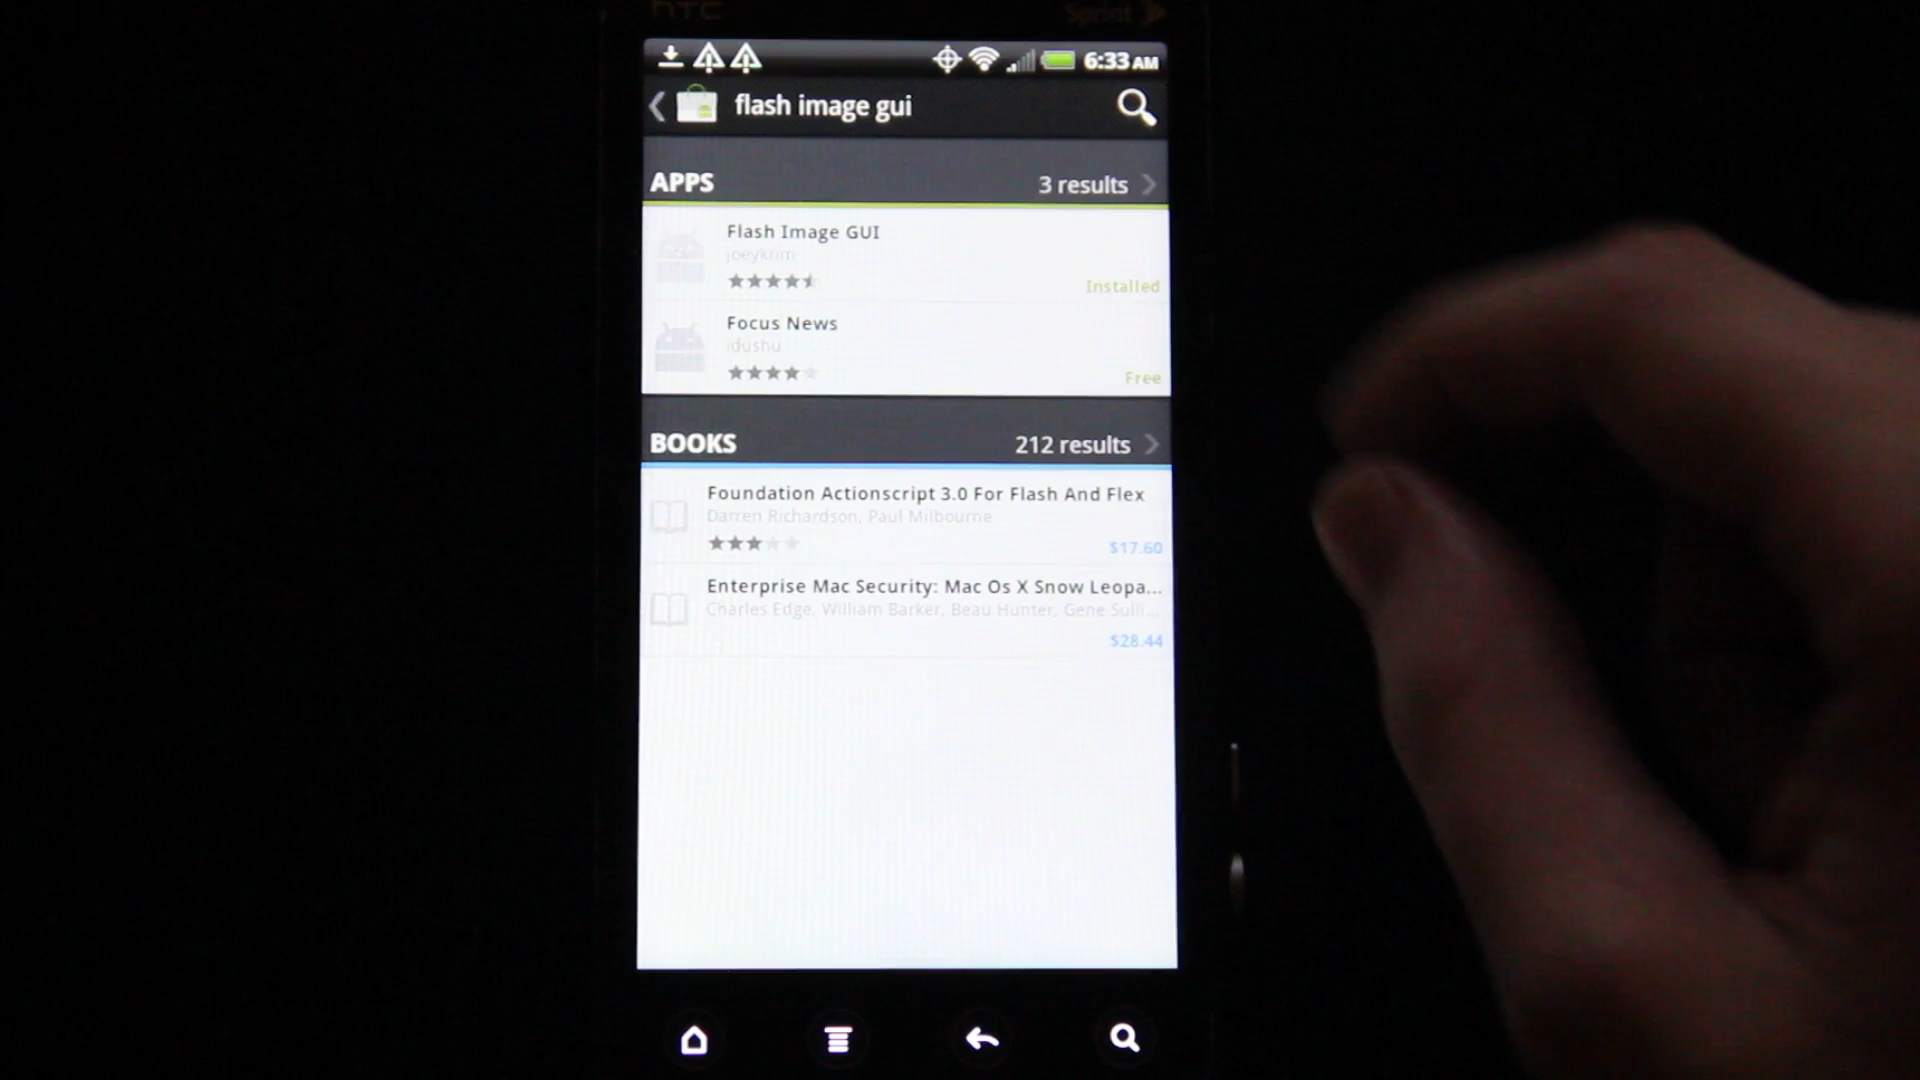 hTC
Sprint
6:33 AM
flash image gui
APPS
3 results
Flash Image GUI
joeykrim
Installed
Focus News
idushu
Free
BOOKS
212 results
Foundation Actionscript 3.0 For Flash And Flex
Darren Richardson, Paul Milbourne
$17.60
Enterprise Mac Security: Mac Os X Snow Leopa...
Charles Edge, William Barker, Beau Hunter, Gene Sulli...
$28.44